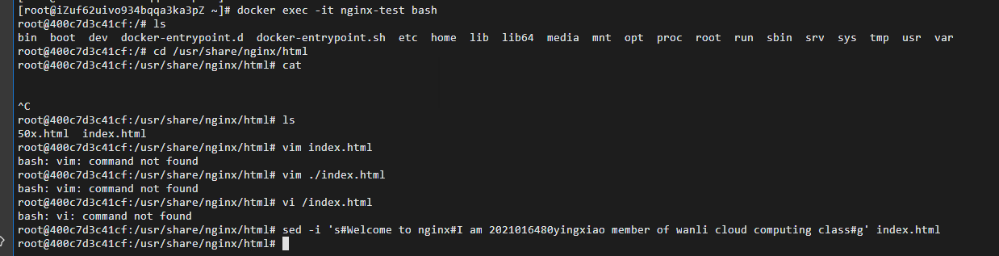 [root@iZuf62uivo934bqqa3ka3pZ ~]# docker exec -it nginx-test bash
root@400c7d3c41cf:/# ls
bin  boot  dev  docker-entrypoint.d  docker-entrypoint.sh  etc  home  lib  lib64  media  mnt  opt  proc  root  run  sbin  srv  sys  tmp  usr  var
root@400c7d3c41cf:/# cd /usr/share/nginx/html
root@400c7d3c41cf:/usr/share/nginx/html# cat
^C
root@400c7d3c41cf:/usr/share/nginx/html# ls
50x.html  index.html
root@400c7d3c41cf:/usr/share/nginx/html# vim index.html
bash: vim: command not found
root@400c7d3c41cf:/usr/share/nginx/html# vim ./index.html
bash: vim: command not found
root@400c7d3c41cf:/usr/share/nginx/html# vi /index.html
bash: vi: command not found
root@400c7d3c41cf:/usr/share/nginx/html# sed -i 's#Welcome to nginx#I am 2021016480yingxiao member of wanli cloud computing class#g' index.html
root@400c7d3c41cf:/usr/share/nginx/html#